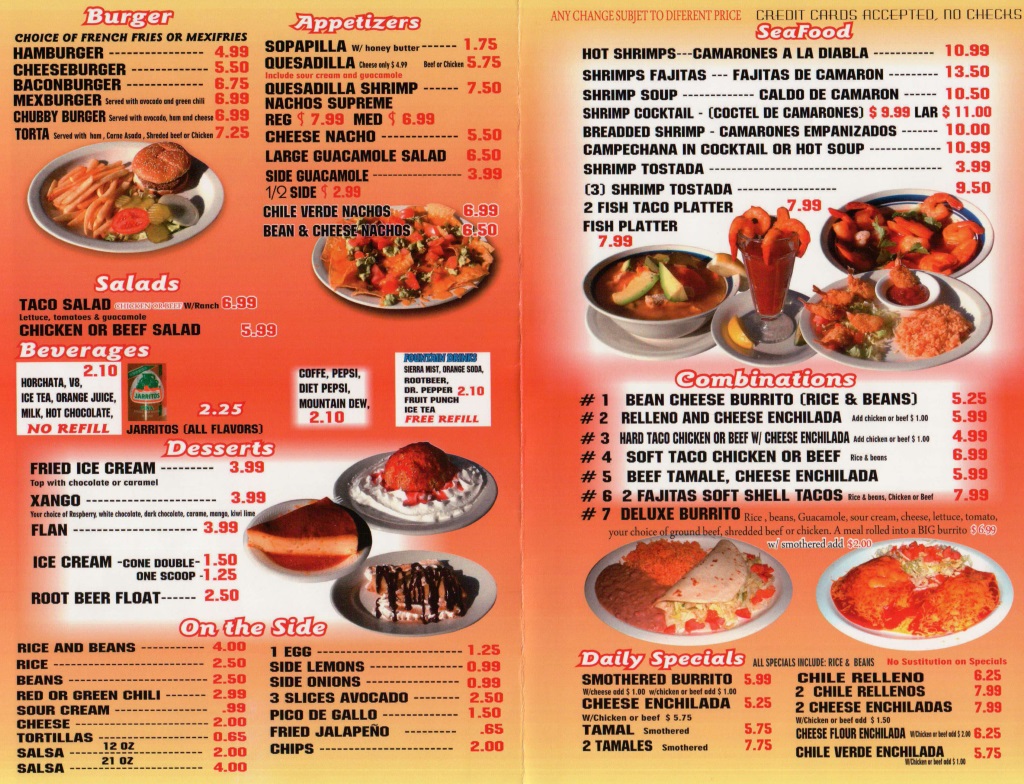 Burger
CHOICE OF FRENCH FRIES OR MEXIFRIES
HAMBURGER ------------- 4.99
CHEESEBURGER ---------- 5.50
BACONBURGER ---------- 6.75
MEXBURGER Served with avocado and green chili 6.99
CHUBBY BURGER Served with avocado, ham and cheese 6.99
TORTA Served with ham , Carne Asada , Shreded beef or Chicken 7.25
Appetizers
SOPAPILLA W/ honey butter ------- 1.75
QUESADILLA Cheese only $ 4.99 Beef or Chicken 5.75
Include sour cream and guacamole
QUESADILLA SHRIMP ------- 7.50
NACHOS SUPREME
REG $ 7.99 MED $ 6.99
CHEESE NACHO ------------- 5.50
LARGE GUACAMOLE SALAD 6.50
SIDE GUACAMOLE ------------ 3.99
1/2 SIDE $ 2.99
CHILE VERDE NACHOS 6.99
BEAN & CHEESE NACHOS 6.50
Salads
TACO SALAD CHICKEN OR BEEF W/Ranch 6.99
Lettuce, tomatoes & guacamole
CHICKEN OR BEEF SALAD 5.99
Beverages
2.10
HORCHATA, V8,
ICE TEA, ORANGE JUICE,
MILK, HOT CHOCOLATE,
NO REFILL
JARRITOS
2.25
JARRITOS (ALL FLAVORS)
COFFE, PEPSI,
DIET PEPSI,
MOUNTAIN DEW,
2.10
FOUNTAIN DRINKS
SIERRA MIST, ORANGE SODA,
ROOTBEER,
DR. PEPPER 2.10
FRUIT PUNCH
ICE TEA
FREE REFILL
Desserts
FRIED ICE CREAM --------- 3.99
Top with chocolate or caramel
XANGO --------------------- 3.99
Your choice of Respberry, white chocolate, dark chocolate, carame, mango, kiwi lime
FLAN --------------------- 3.99
ICE CREAM -CONE DOUBLE- 1.50
ONE SCOOP -1.25
ROOT BEER FLOAT------ 2.50
On the Side
RICE AND BEANS ----------- 4.00
RICE ----------------------- 2.50
BEANS ---------------------- 2.50
RED OR GREEN CHILI ------- 2.99
SOUR CREAM --------------- .99
CHEESE --------------------- 2.00
TORTILLAS ----------------- 0.65
SALSA 12 OZ 2.00
SALSA 21 OZ 4.00
1 EGG ----------------------- 1.25
SIDE LEMONS -------------- 0.99
SIDE ONIONS -------------- 0.99
3 SLICES AVOCADO -------- 2.50
PICO DE GALLO ------------ 1.50
FRIED JALAPEÑO ---------- .65
CHIPS ---------------------- 2.00
ANY CHANGE SUBJET TO DIFERENT PRICE CREDIT CARDS ACCEPTED, NO CHECKS
SeaFood
HOT SHRIMPS---CAMARONES A LA DIABLA ----------- 10.99
SHRIMPS FAJITAS --- FAJITAS DE CAMARON --------- 13.50
SHRIMP SOUP -------------- CALDO DE CAMARON ------ 10.50
SHRIMP COCKTAIL - (COCTEL DE CAMARONES) $ 9.99 LAR $ 11.00
BREADDED SHRIMP - CAMARONES EMPANIZADOS ------- 10.00
CAMPECHANA IN COCKTAIL OR HOT SOUP ------------- 10.99
SHRIMP TOSTADA ---------------------------------- 3.99
(3) SHRIMP TOSTADA ------------------ 9.50
2 FISH TACO PLATTER 7.99
FISH PLATTER
7.99
Combinations
# 1 BEAN CHEESE BURRITO (RICE & BEANS) 5.25
# 2 RELLENO AND CHEESE ENCHILADA Add chicken or beef $ 1.00 5.99
# 3 HARD TACO CHICKEN OR BEEF W/ CHEESE ENCHILADA Add chicken or beef $ 1.00 4.99
# 4 SOFT TACO CHICKEN OR BEEF Rice & beans 6.99
# 5 BEEF TAMALE, CHEESE ENCHILADA 5.99
# 6 2 FAJITAS SOFT SHELL TACOS Rice & beans, Chicken or Beef 7.99
# 7 DELUXE BURRITO Rice , beans, Guacamole, sour cream, cheese, lettuce, tomato,
your choice of ground beef, shredded beef or chicken. A meal rolled into a BIG burrito $ 6.99
w/ smothered add $2.00
Daily Specials ALL SPECIALS INCLUDE: RICE & BEANS No Sustitution on Specials
SMOTHERED BURRITO 5.99
W/cheese add $ 1.00 w/chicken or beef add $ 1.00
CHEESE ENCHILADA 5.25
W/Chicken or beef $ 5.75
TAMAL Smothered 5.75
2 TAMALES Smothered 7.75
CHILE RELLENO 6.25
2 CHILE RELLENOS 7.99
2 CHEESE ENCHILADAS 7.99
W/Chicken or beef add $ 1.50
CHEESE FLOUR ENCHILADA W/Chicken or beef add $ 2.00 6.25
CHILE VERDE ENCHILADA 5.75
W/Chicken or beef add $ 1.00